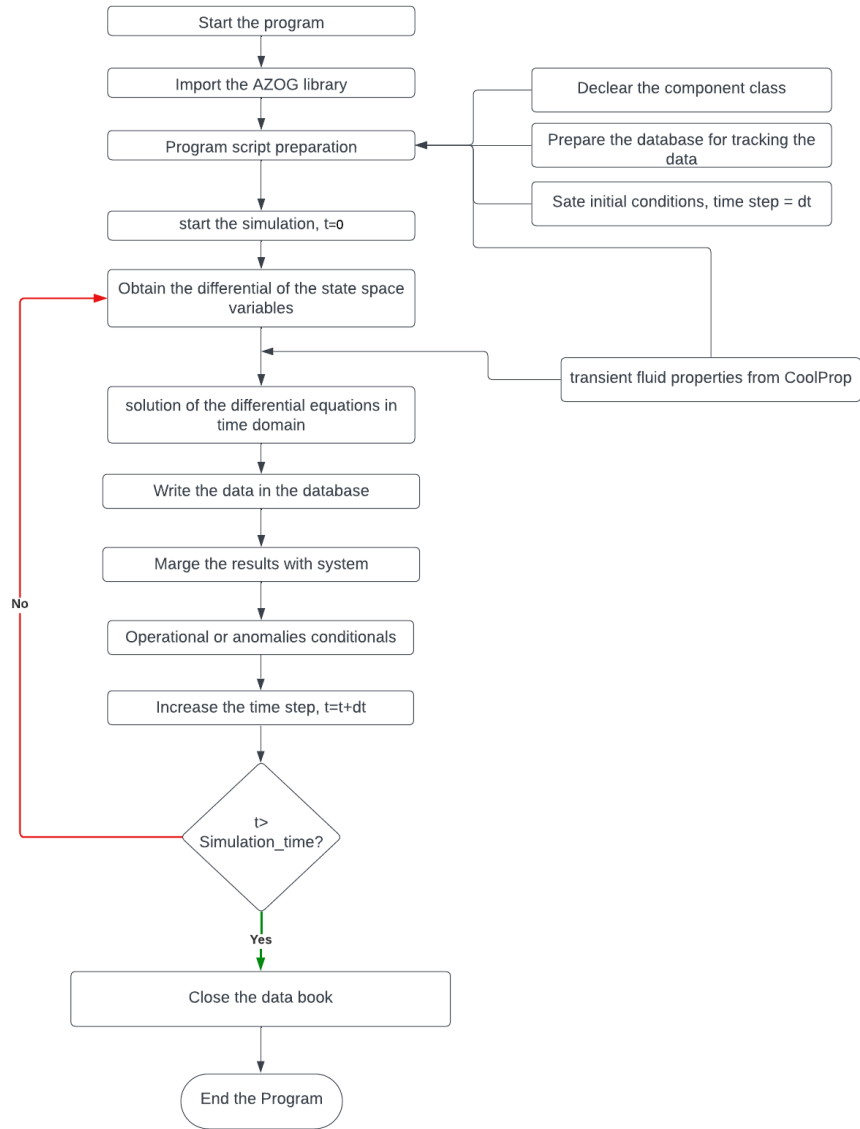 Start the program
Import the AZOG library
Declear the component class
Program script preparation
Prepare the database for tracking the
data
Sate initial conditions, time step = dt
start the simulation, t=0
Obtain the differential of the state space
variables
transient fluid properties from CoolProp
solution of the differential equations in
time domain
Write the data in the database
Marge the results with system
No
Operational or anomalies conditionals
Increase the time step, t=t+dt
t>
Simulation_time?
Yes
Close the data book
End the Program